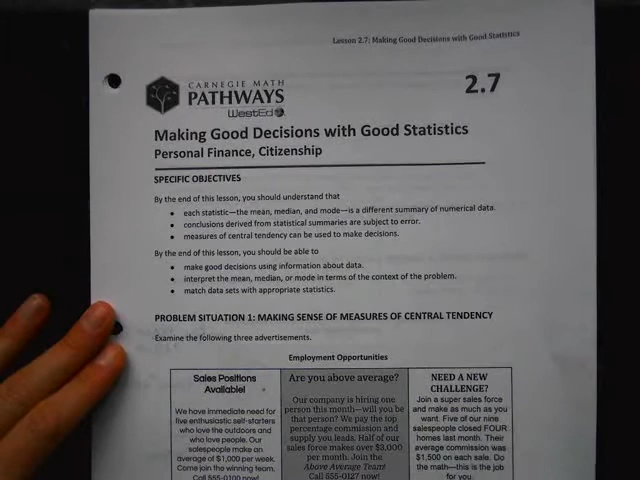 Lesson 2.7: Making Good Decisions with Good Statistics
CARNEGIE MATH
PATHWAYS
WestEd
2.7
Making Good Decisions with Good Statistics
Personal Finance, Citizenship
SPECIFIC OBJECTIVES
By the end of this lesson, you should understand that
• each statistic—the mean, median, and mode—is a different summary of numerical data.
• conclusions derived from statistical summaries are subject to error.
• measures of central tendency can be used to make decisions.
By the end of this lesson, you should be able to
• make good decisions using information about data.
• interpret the mean, median, or mode in terms of the context of the problem.
• match data sets with appropriate statistics.
PROBLEM SITUATION 1: MAKING SENSE OF MEASURES OF CENTRAL TENDENCY
Examine the following three advertisements.
Employment Opportunities
Sales Positions
Available!
We have immediate need for
five enthusiastic self-starters
who love the outdoors and
who love people. Our
salespeople make an
average of $1,000 per week.
Come join the winning team.
Call 555-0100 now!
Are you above average?
Our company is hiring one
person this month—will you be
that person? We pay the top
percentage commission and
supply you leads. Half of our
sales force makes over $3,000
per month. Join the
Above Average Team!
Call 555-0127 now!
NEED A NEW
CHALLENGE?
Join a super sales force
and make as much as you
want. Five of our nine
salespeople closed FOUR
homes last month. Their
average commission was
$1,500 on each sale. Do
the math—this is the job
for you.